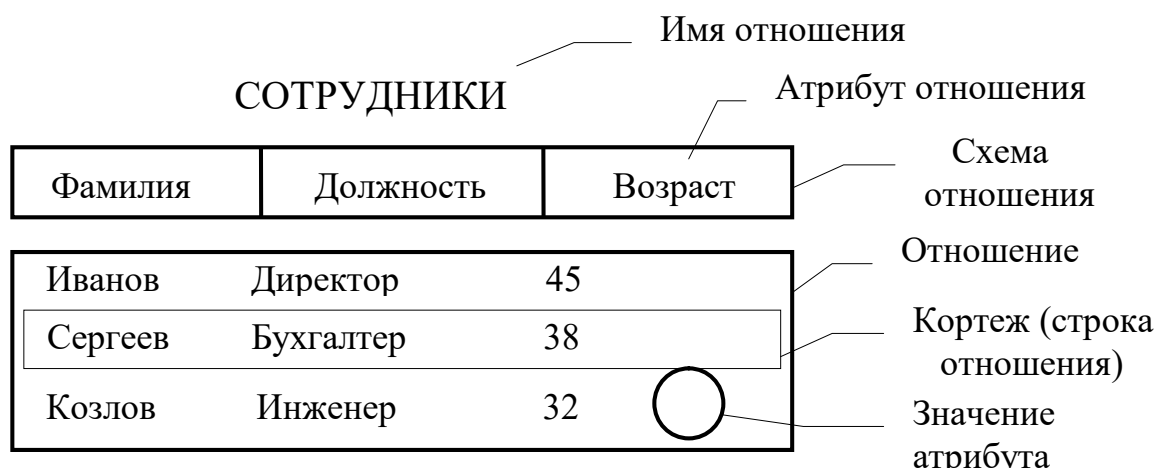 Имя отношения
СОТРУДНИКИ
Атрибут отношения
Фамилия Должность Возраст
Схема
отношения
Отношение
Иванов Директор 45
Сергеев Бухгалтер 38
Кортеж (строка
отношения)
Козлов Инженер 32
Значение
атрибута